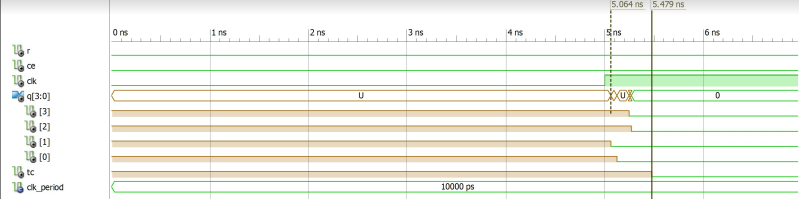 5.064 ns 5.479 ns
0 ns 1 ns 2 ns 3 ns 4 ns 5 ns 6 ns
r
ce
clk
q[3:0] U U 0
[3]
[2]
[1]
[0]
tc
clk_period 10000 ps